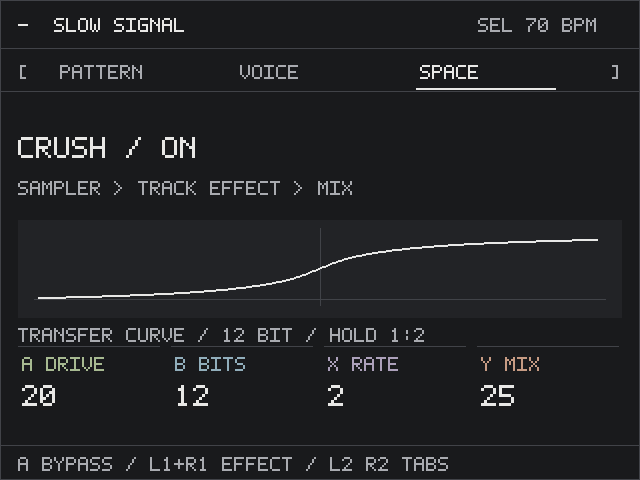 — SLOW SIGNAL SEL 70 BPM
[ PATTERN VOICE SPACE ]
CRUSH / ON
SAMPLER > TRACK EFFECT > MIX
TRANSFER CURVE / 12 BIT / HOLD 1:2
A DRIVE B BITS X RATE Y MIX
20 12 2 25
A BYPASS / L1+R1 EFFECT / L2 R2 TABS